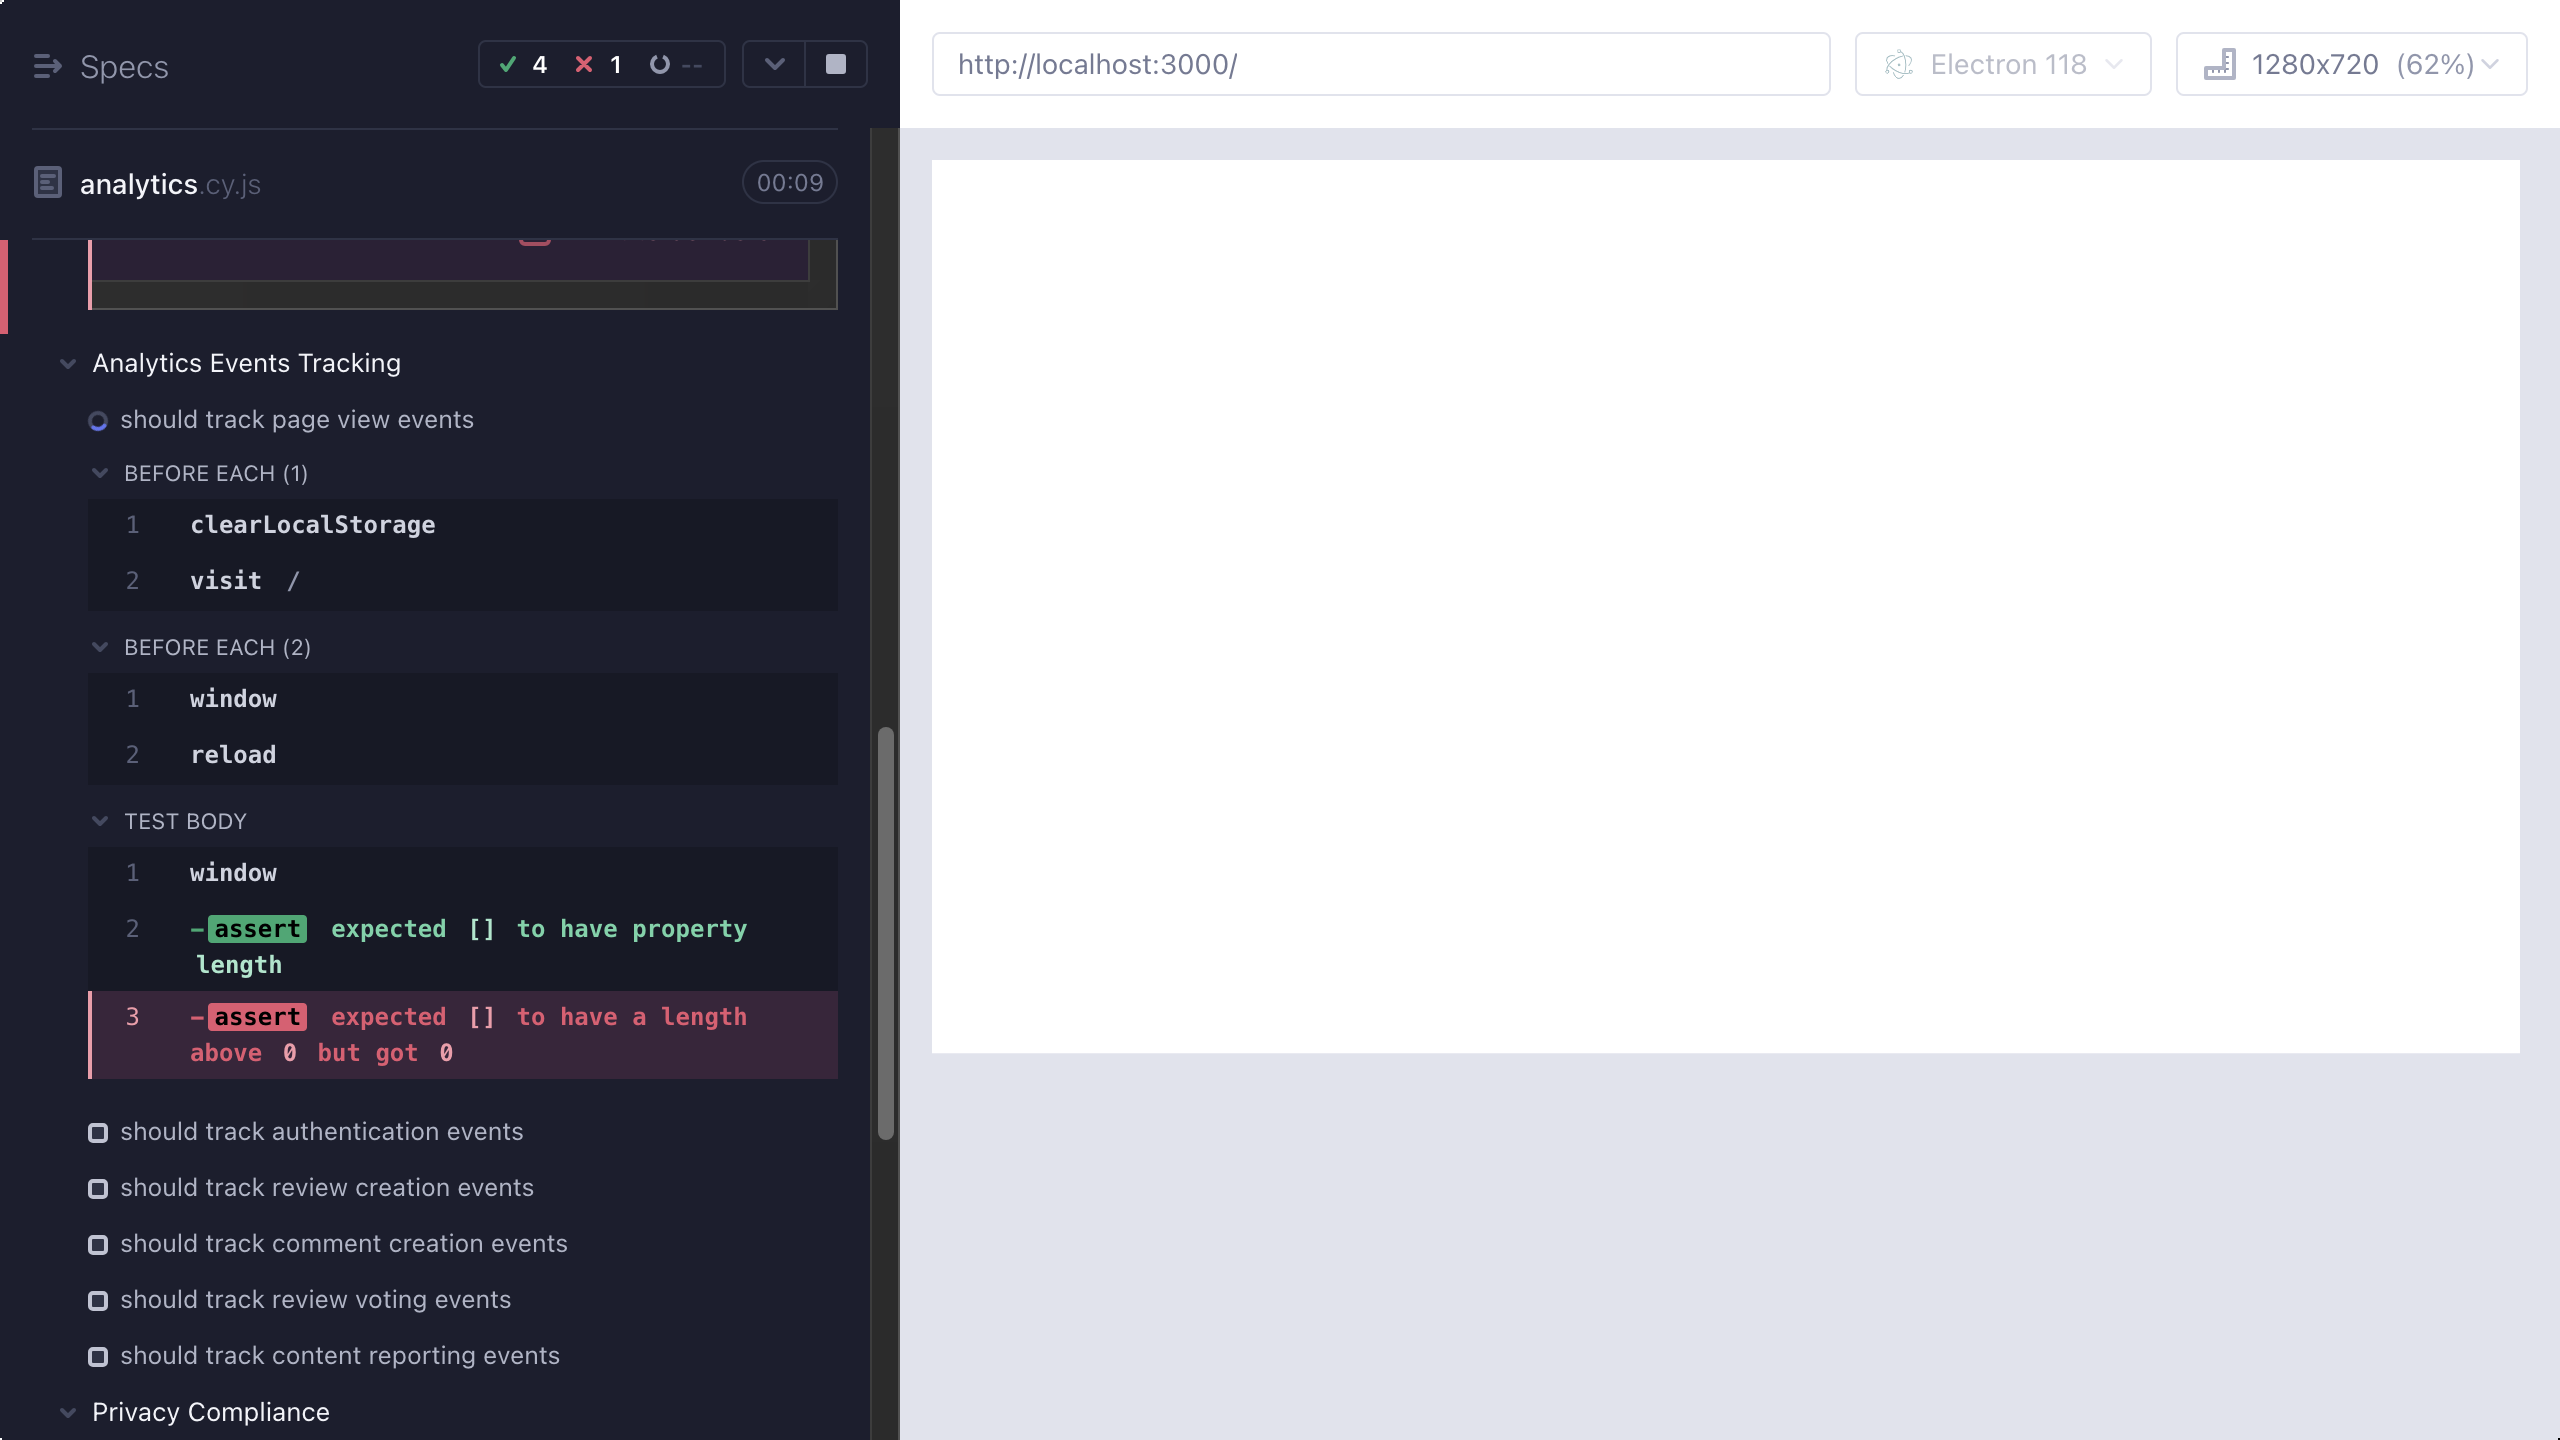 Specs
4 1 --
analytics.cy.js
00:09
Analytics Events Tracking
should track page view events
BEFORE EACH (1)
1 clearLocalStorage
2 visit /
BEFORE EACH (2)
1 window
2 reload
TEST BODY
1 window
2 -assert expected [] to have property
length
3 -assert expected [] to have a length
above 0 but got 0
should track authentication events
should track review creation events
should track comment creation events
should track review voting events
should track content reporting events
Privacy Compliance
http://localhost:3000/
Electron 118
1280x720 (62%)